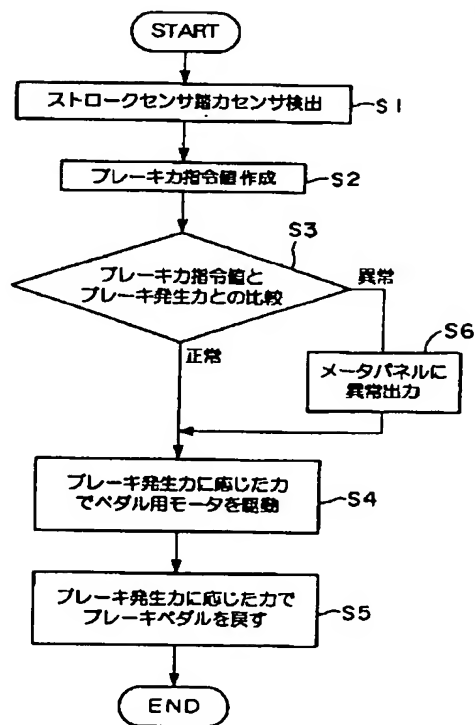 START
ストロークセンサ踏力センサ検出
S1
ブレーキ力指令値作成
S2
S3
ブレーキ力指令値と
ブレーキ発生力との比較
異常
正常
S6
メータパネルに
異常出力
ブレーキ発生力に応じた力
でペダル用モータを駆動
S4
ブレーキ発生力に応じた力で
ブレーキペダルを戻す
S5
END